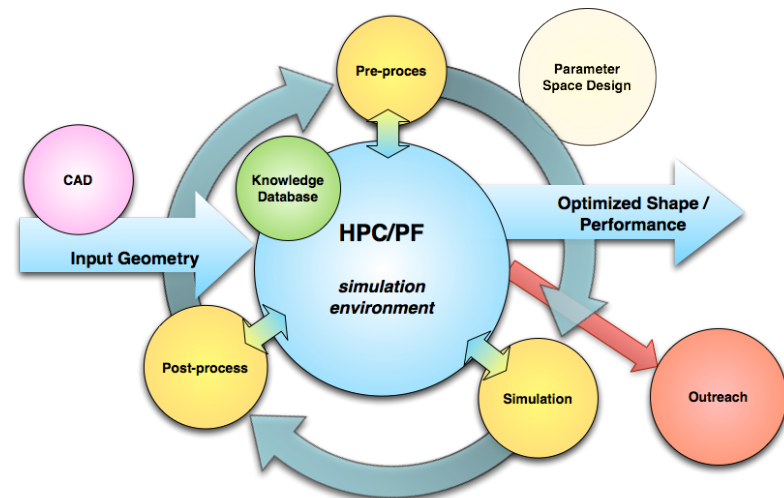 Pre-proces
Parameter
Space Design
CAD
Knowledge
Database
HPC/PF
Optimized Shape /
Performance
Input Geometry
simulation
environment
Post-process
Simulation
Outreach